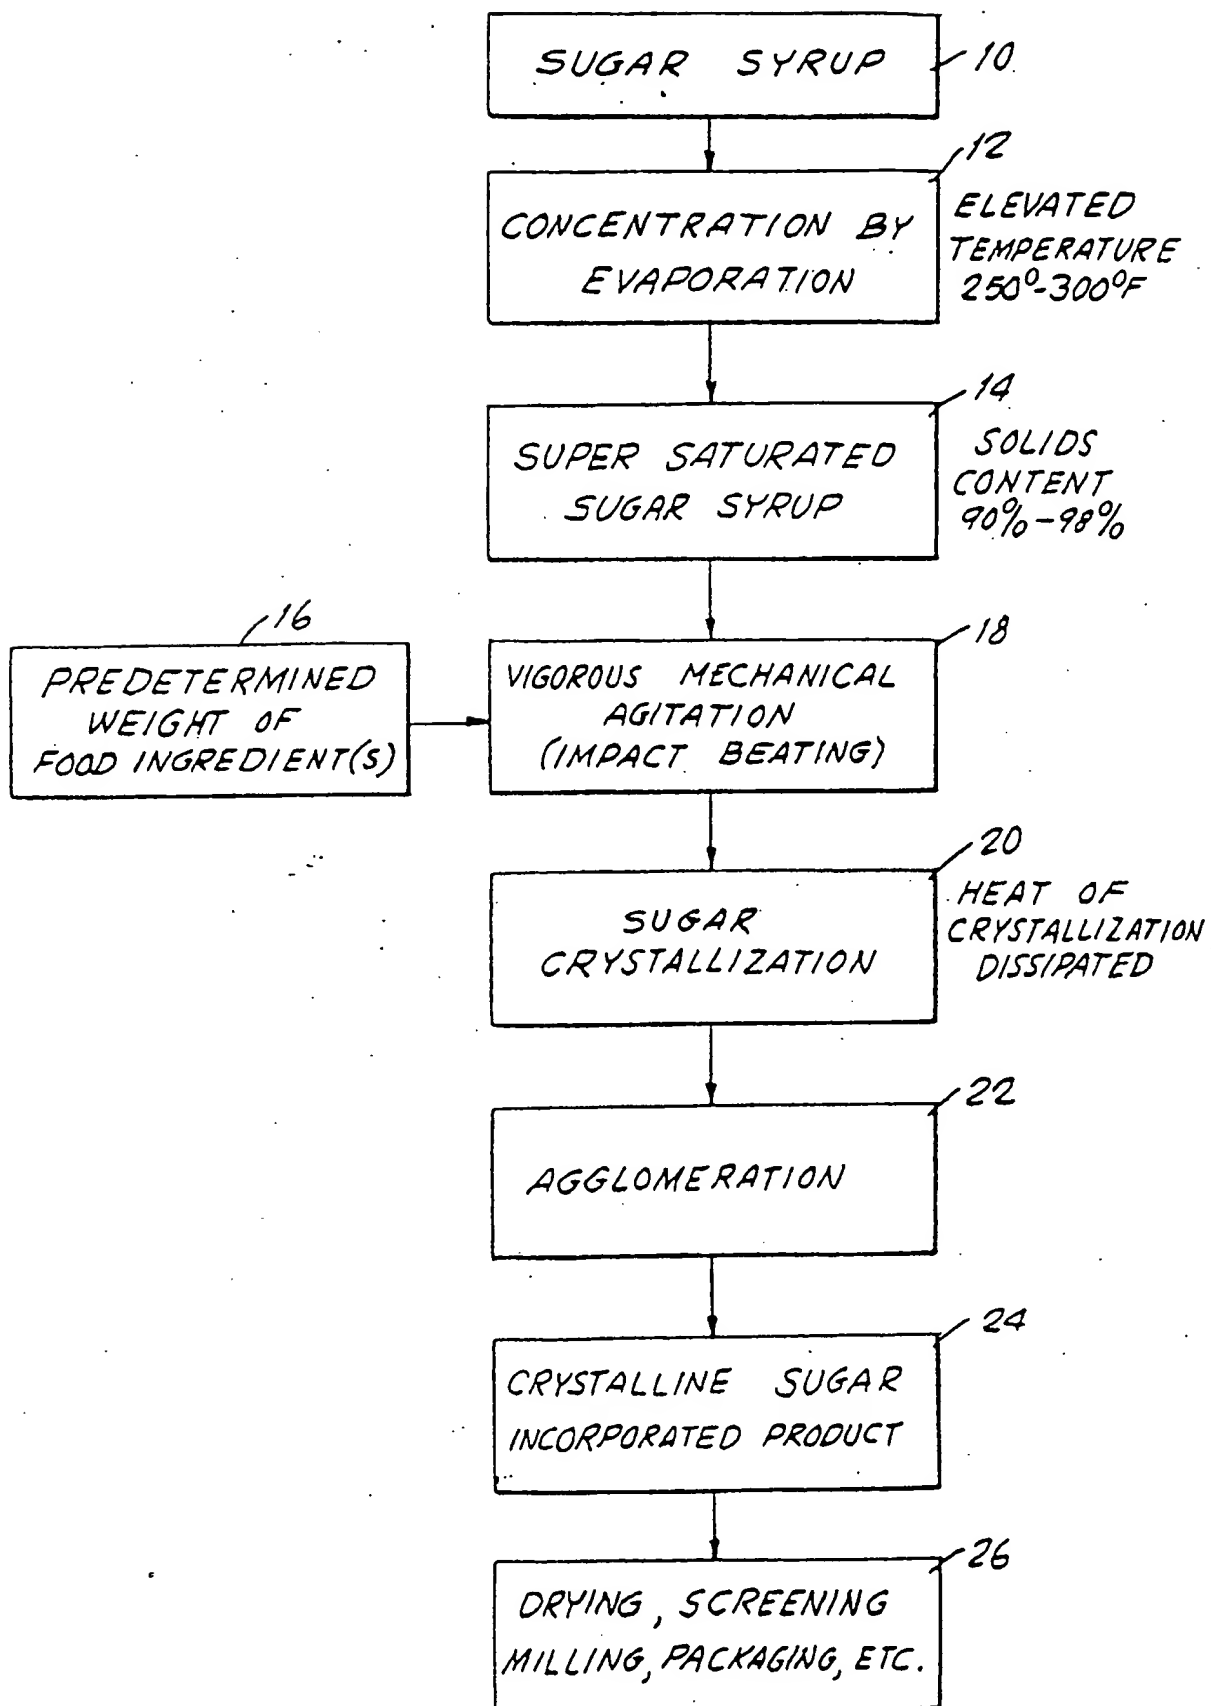 SUGAR SYRUP
10
12
CONCENTRATION BY
EVAPORATION
ELEVATED
TEMPERATURE
250°-300°F
14
SUPER SATURATED
SUGAR SYRUP
SOLIDS
CONTENT
90%-98%
16
PREDETERMINED
WEIGHT OF
FOOD INGREDIENT(S)
18
VIGOROUS MECHANICAL
AGITATION
(IMPACT BEATING)
20
SUGAR
CRYSTALLIZATION
HEAT OF
CRYSTALLIZATION
DISSIPATED
22
AGGLOMERATION
24
CRYSTALLINE SUGAR
INCORPORATED PRODUCT
26
DRYING, SCREENING
MILLING, PACKAGING, ETC.